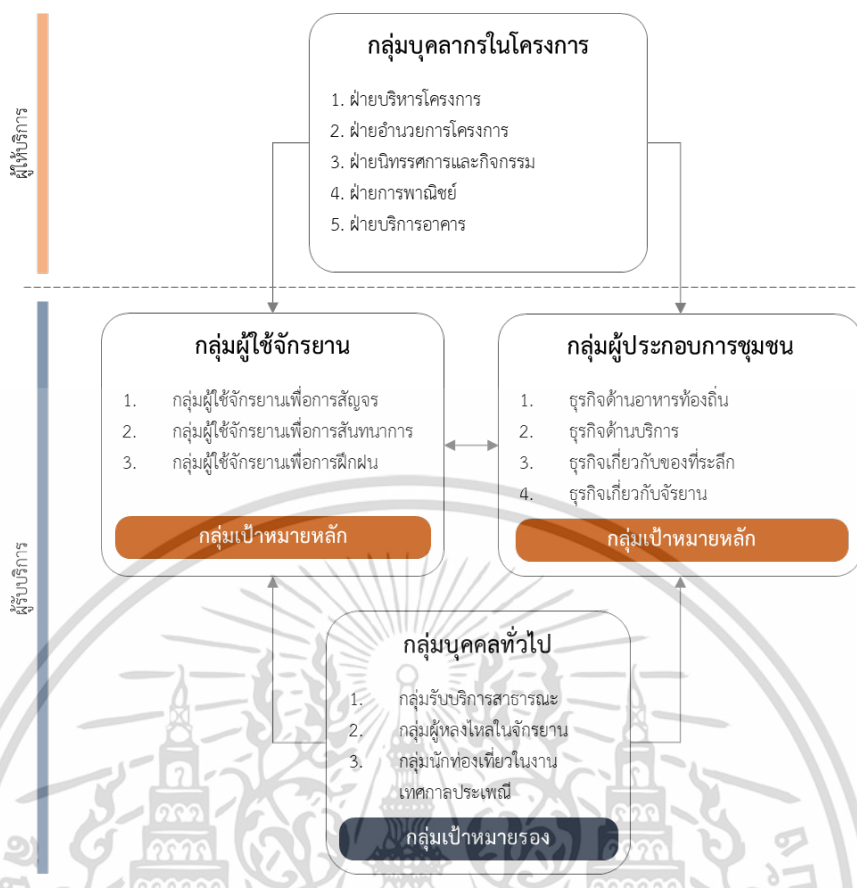 ผู้ให้บริการ
กลุ่มบุคลากรในโครงการ
1. ฝ่ายบริหารโครงการ
2. ฝ่ายอำนวยการโครงการ
3. ฝ่ายนิทรรศการและกิจกรรม
4. ฝ่ายการพาณิชย์
5. ฝ่ายบริการอาคาร
ผู้รับบริการ
กลุ่มผู้ใช้จักรยาน
1. กลุ่มผู้ใช้จักรยานเพื่อการสัญจร
2. กลุ่มผู้ใช้จักรยานเพื่อการสันทนาการ
3. กลุ่มผู้ใช้จักรยานเพื่อการฝึกฝน
กลุ่มเป้าหมายหลัก
กลุ่มผู้ประกอบการชุมชน
1. ธุรกิจด้านอาหารท้องถิ่น
2. ธุรกิจด้านบริการ
3. ธุรกิจเกี่ยวกับของที่ระลึก
4. ธุรกิจเกี่ยวกับจัรยาน
กลุ่มเป้าหมายหลัก
กลุ่มบุคคลทั่วไป
1. กลุ่มรับบริการสาธารณะ
2. กลุ่มผู้หลงไหลในจักรยาน
3. กลุ่มนักท่องเที่ยวในงาน
เทศกาลประเพณี
กลุ่มเป้าหมายรอง